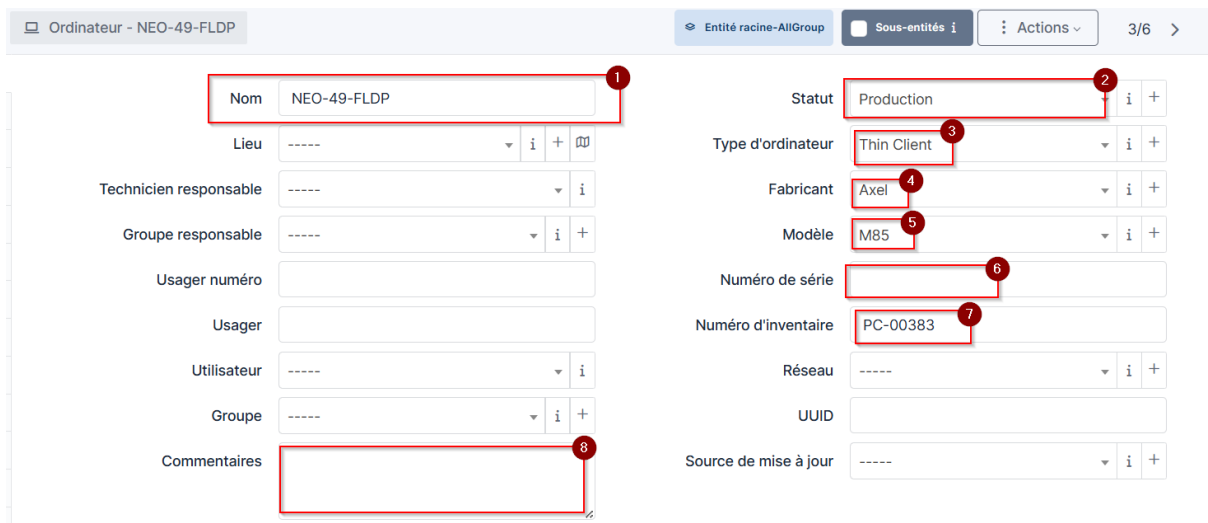 Ordinateur - NEO-49-FLDP
Entité racine-AllGroup
Sous-entités i
Actions
3/6
1
Nom NEO-49-FLDP
2
Statut Production i +
Lieu ----- i +
3
Type d'ordinateur Thin Client i +
Technicien responsable ----- i
4
Fabricant Axel i +
Groupe responsable ----- i +
5
Modèle M85 i +
Usager numéro
6
Numéro de série
Usager
7
Numéro d'inventaire PC-00383
Utilisateur ----- i
Réseau ----- i +
Groupe ----- i +
UUID
8
Commentaires
Source de mise à jour ----- i +